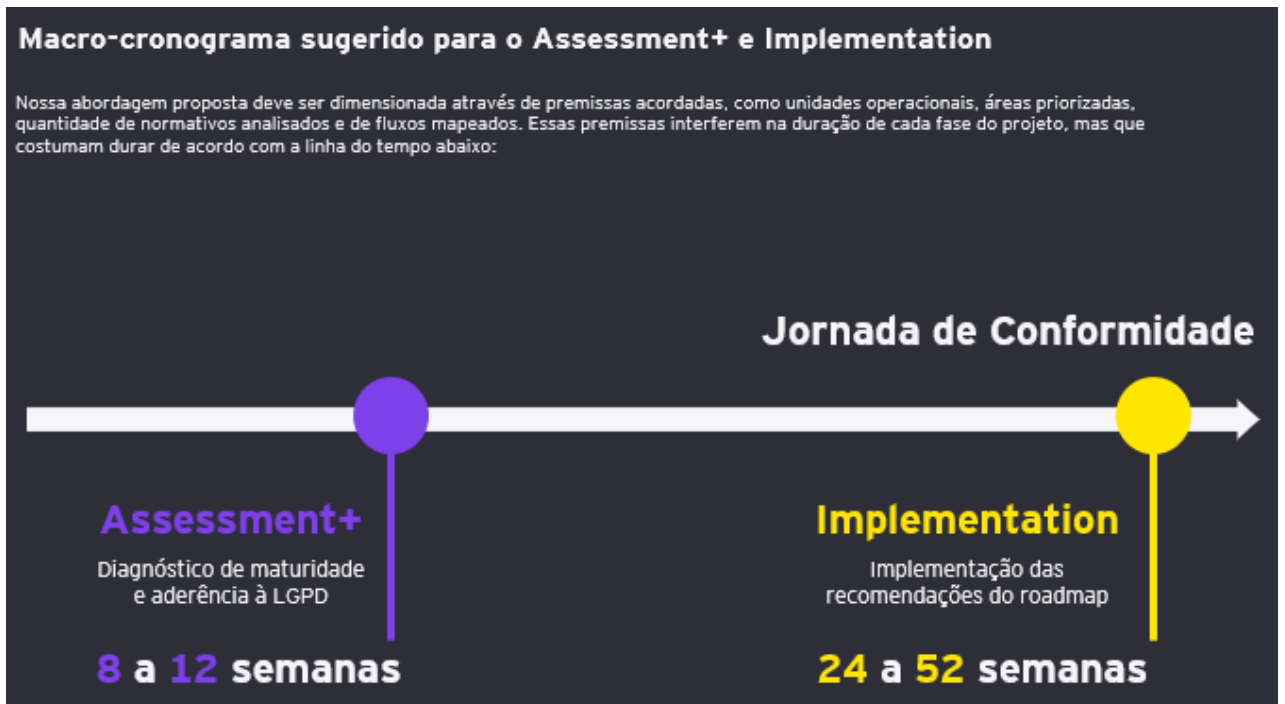 Macro-cronograma sugerido para o Assessment+ e Implementation
Nossa abordagem proposta deve ser dimensionada através de premissas acordadas, como unidades operacionais, áreas priorizadas,
quantidade de normativos analisados e de fluxos mapeados. Essas premissas interferem na duração de cada fase do projeto, mas que
costumam durar de acordo com a linha do tempo abaixo:
Jornada de Conformidade
Assessment+
Diagnóstico de maturidade
e aderência à LGPD
8 a 12 semanas
Implementation
Implementação das
recomendações do roadmap
24 a 52 semanas